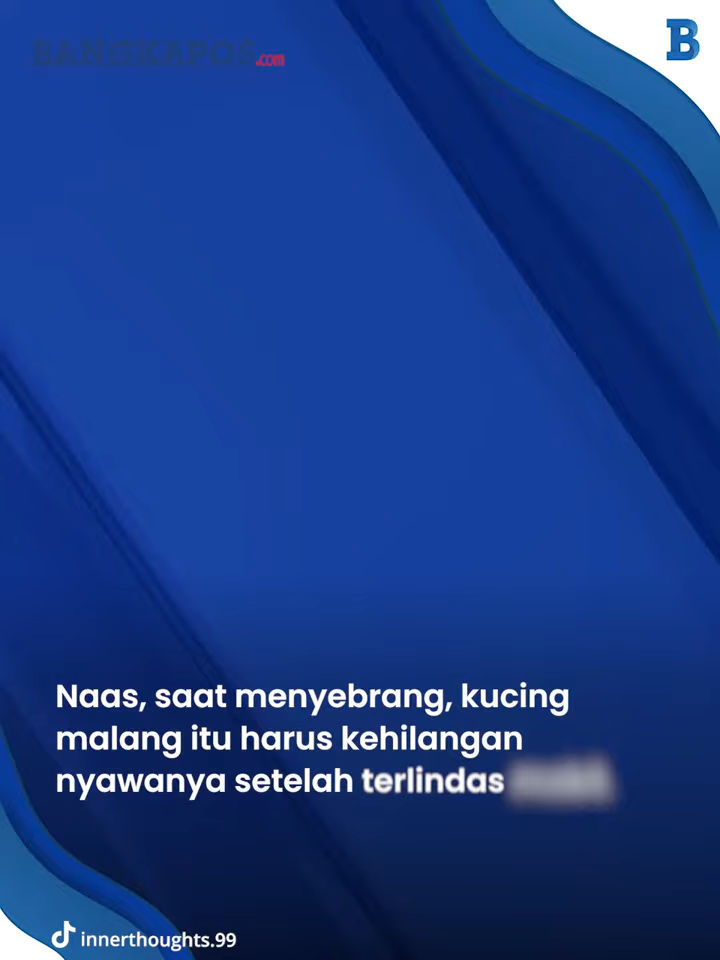 BANGKAPOS.com
B
Naas, saat menyebrang, kucing
malang itu harus kehilangan
nyawanya setelah terlindas
innerthoughts.99